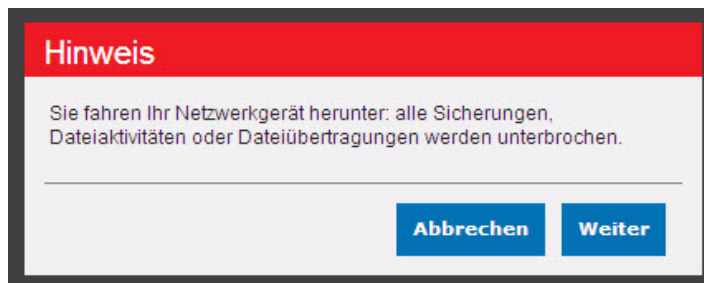 Hinweis
Sie fahren Ihr Netzwerkgerät herunter: alle Sicherungen,
Dateiaktivitäten oder Dateiübertragungen werden unterbrochen.
Abbrechen Weiter